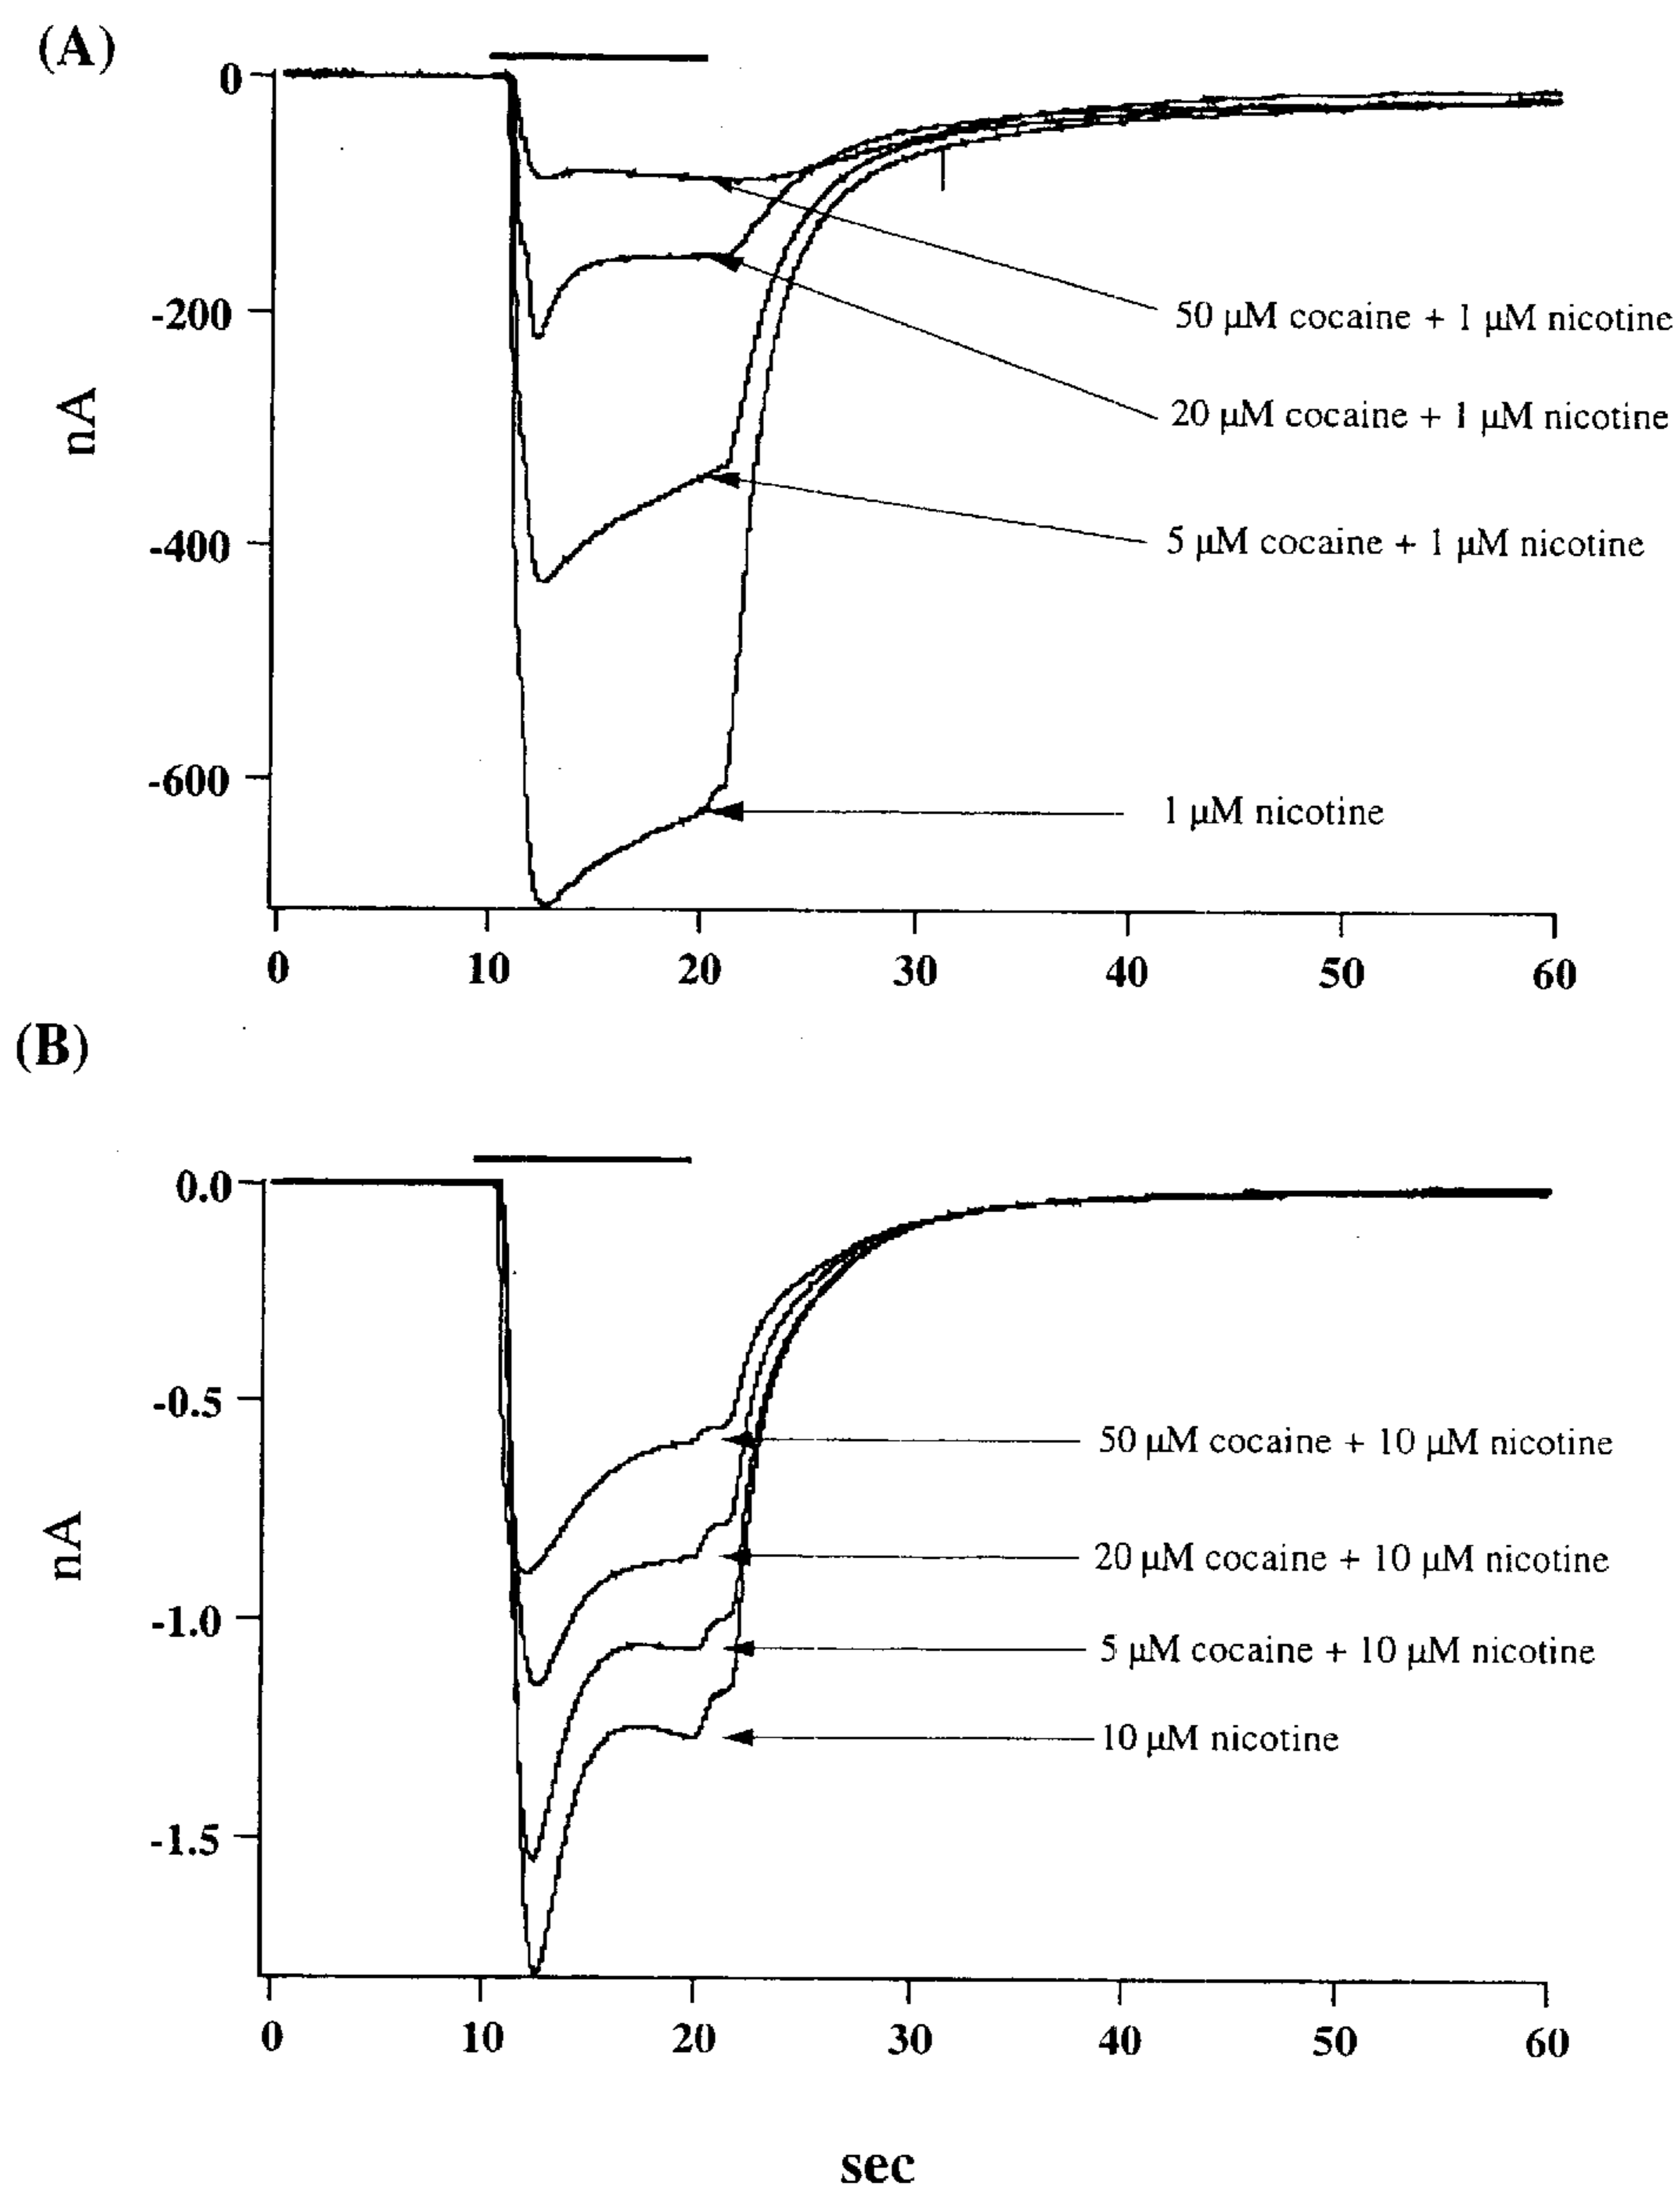 (A)
0
-200
-400
-600
nA
50 µM cocaine + 1 µM nicotine
20 µM cocaine + 1 µM nicotine
5 µM cocaine + 1 µM nicotine
1 µM nicotine
0 10 20 30 40 50 60
(B)
0.0
-0.5
-1.0
-1.5
nA
50 µM cocaine + 10 µM nicotine
20 µM cocaine + 10 µM nicotine
5 µM cocaine + 10 µM nicotine
10 µM nicotine
0 10 20 30 40 50 60
sec